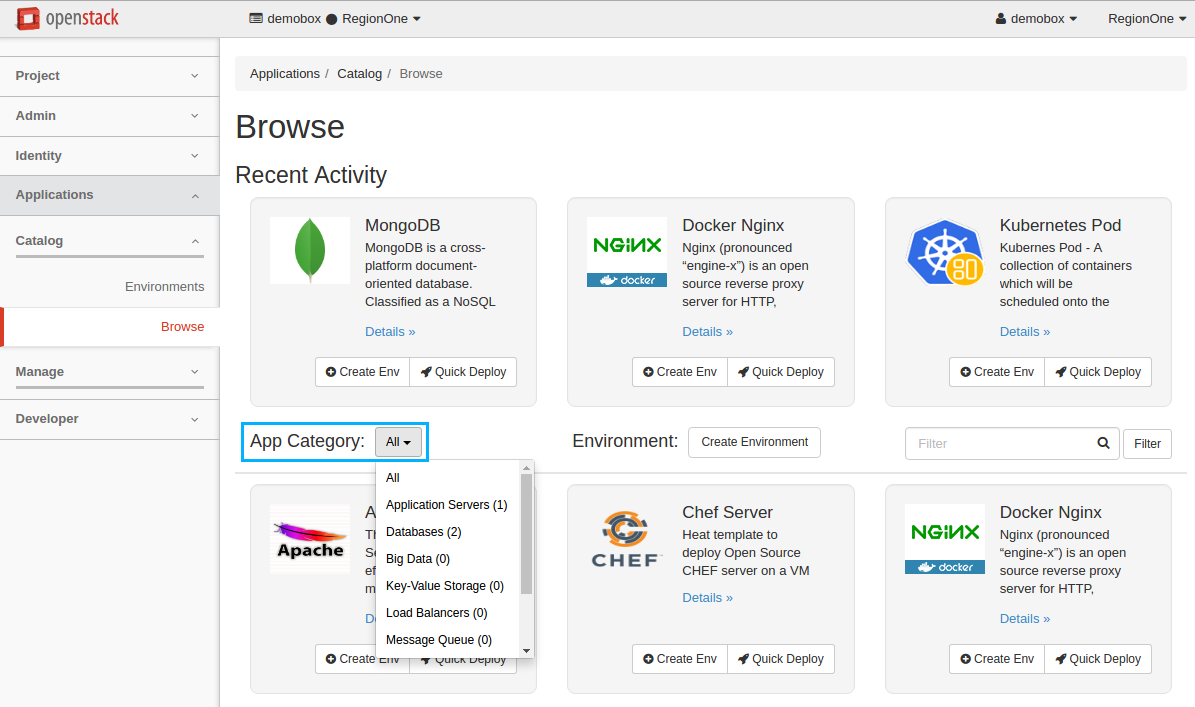 openstack
demobox RegionOne
demobox
RegionOne
Project
Admin
Identity
Applications
Catalog
Environments
Browse
Manage
Developer
Applications / Catalog / Browse
Browse
Recent Activity
MongoDB
MongoDB is a cross-
platform document-
oriented database.
Classified as a NoSQL
Details »
Create Env
Quick Deploy
NGiNX
docker
Docker Nginx
Nginx (pronounced
“engine-x”) is an open
source reverse proxy
server for HTTP,
Details »
Create Env
Quick Deploy
Kubernetes Pod
Kubernes Pod - A
collection of containers
which will be
scheduled onto the
Details »
Create Env
Quick Deploy
App Category:
All
Environment:
Create Environment
Filter
Filter
All
Application Servers (1)
Databases (2)
Big Data (0)
Key-Value Storage (0)
Load Balancers (0)
Message Queue (0)
Apache
Create Env
Quick Deploy
CHEF
Chef Server
Heat template to
deploy Open Source
CHEF server on a VM
Details »
Create Env
Quick Deploy
NGiNX
docker
Docker Nginx
Nginx (pronounced
“engine-x”) is an open
source reverse proxy
server for HTTP,
Details »
Create Env
Quick Deploy